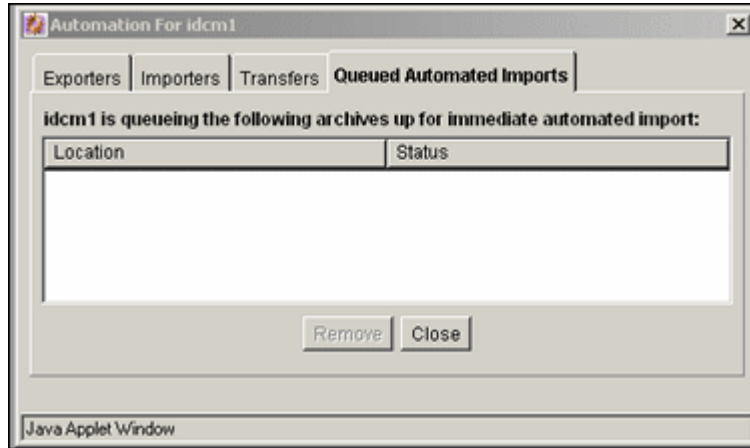 Automation For idcm1
Exporters Importers Transfers Queued Automated Imports
idcm1 is queueing the following archives up for immediate automated import:
Location Status
Remove Close
Java Applet Window